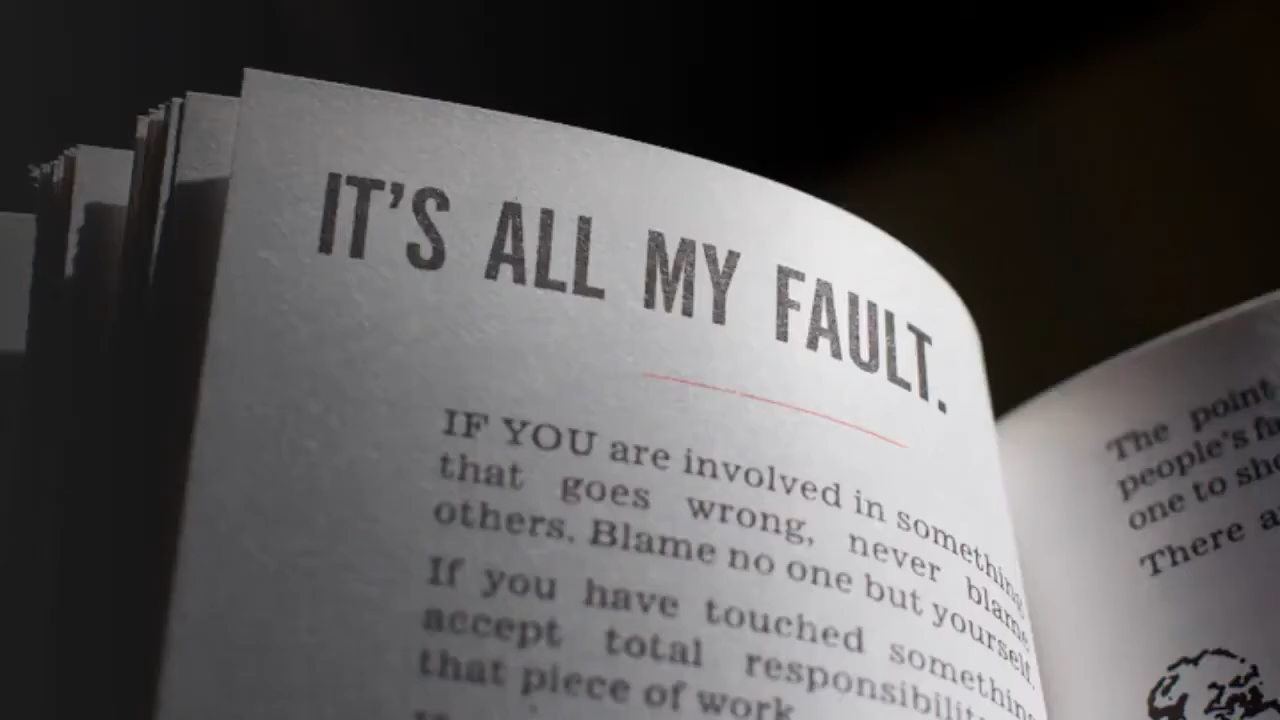 IT'S ALL MY FAULT.
IF YOU are involved in something
that goes wrong, never blame
others. Blame no one but yourself.
If you have touched something
accept total responsibility
that piece of work
The point
people's
one to
There